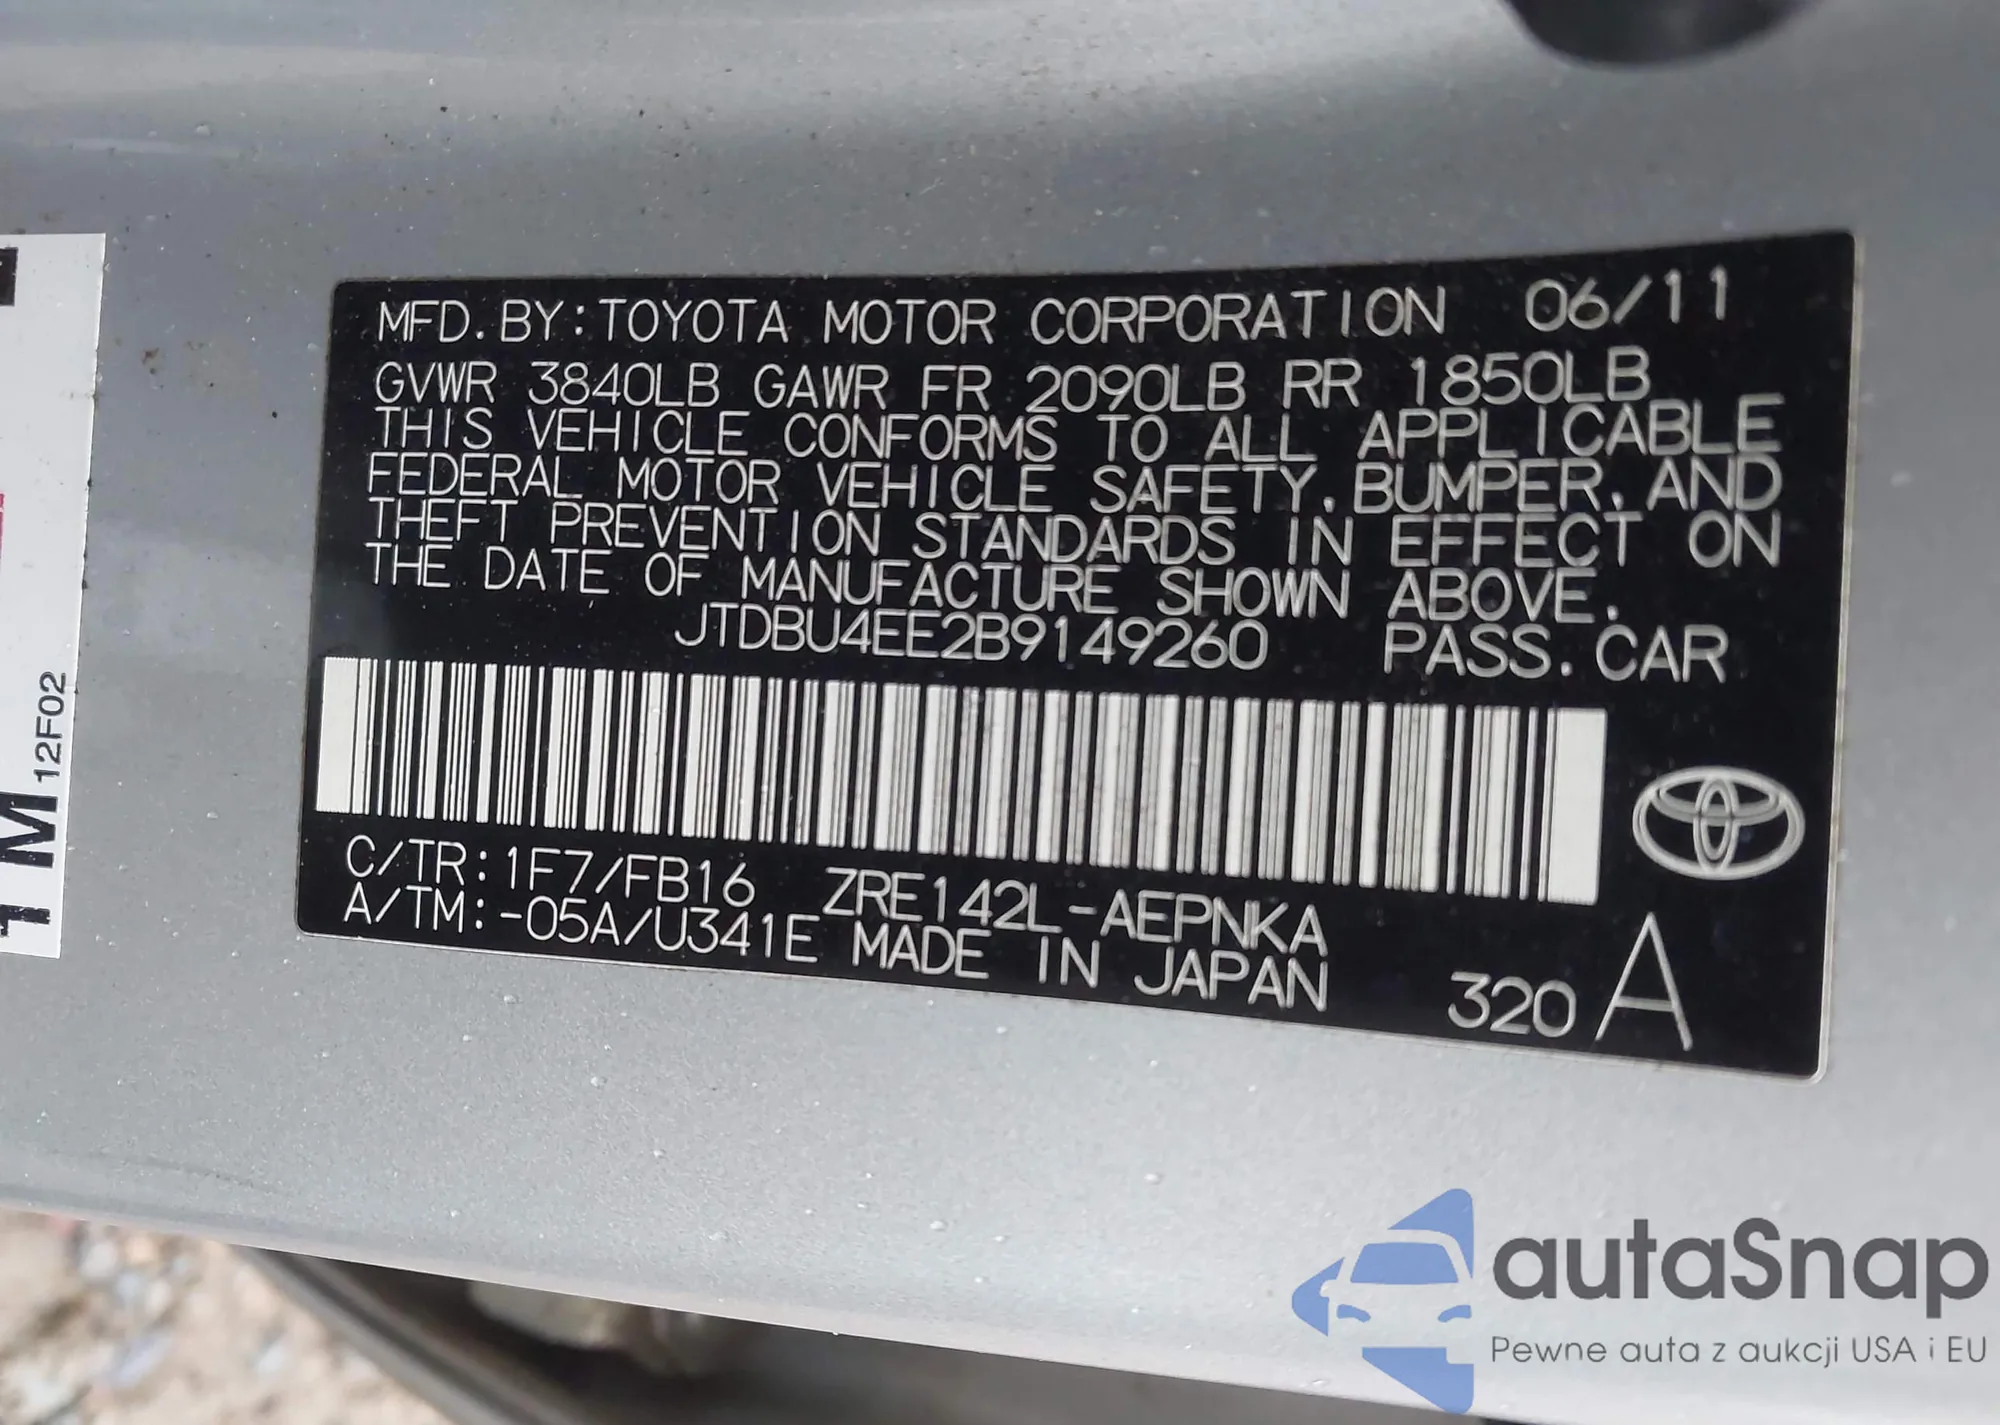 MFD.BY:TOYOTA MOTOR CORPORATION 06/11
GVWR 3840LB GAWR FR 2090LB RR 1850LB
THIS VEHICLE CONFORMS TO ALL APPLICABLE
FEDERAL MOTOR VEHICLE SAFETY, BUMPER, AND
THEFT PREVENTION STANDARDS IN EFFECT ON
THE DATE OF MANUFACTURE SHOWN ABOVE.
JTDBU4EE2B9149260 PASS.CAR
C/TR:1F7/FB16 ZRE142L-AEPNKA
A/TM:-05A/U341E MADE IN JAPAN
320 A
1 M 12F02
autaSnap
Pewne auta z aukcji USA i EU